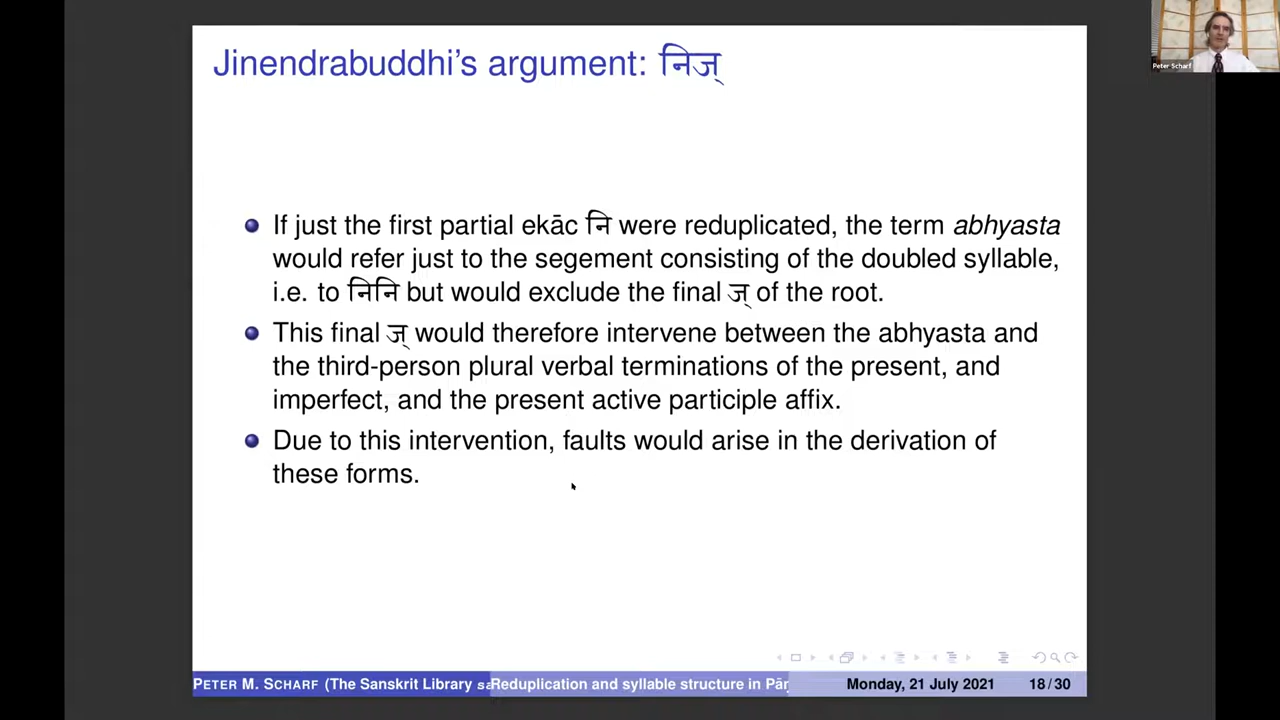 Jinendrabuddhi's argument: निज्
Peter Scharf
If just the first partial ekāc नि were reduplicated, the term abhyasta
would refer just to the segement consisting of the doubled syllable,
i.e. to निनि but would exclude the final ज् of the root.
This final ज् would therefore intervene between the abhyasta and
the third-person plural verbal terminations of the present, and
imperfect, and the present active participle affix.
Due to this intervention, faults would arise in the derivation of
these forms.
PETER M. SCHARF (The Sanskrit Library Reduplication and syllable structure in Monday, 21 July 2021 18 / 30